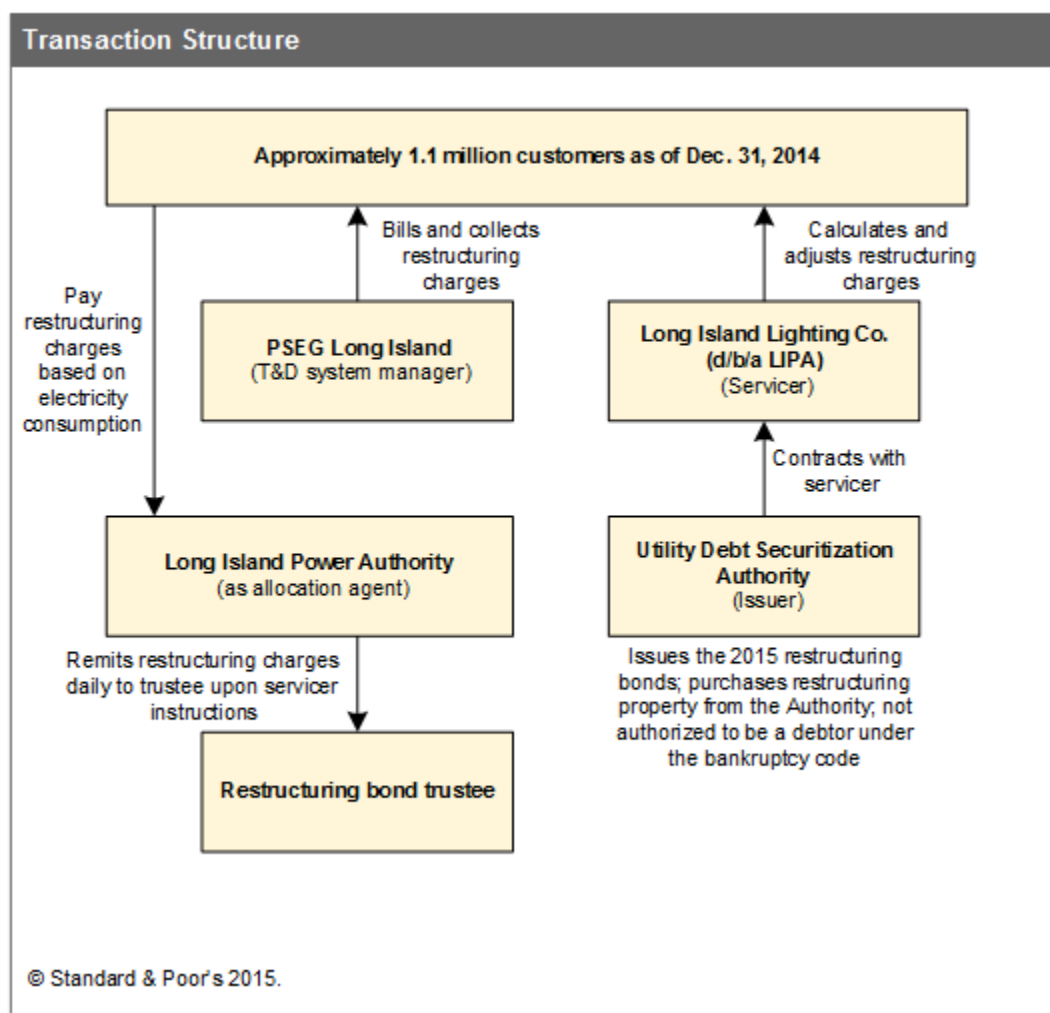 Transaction Structure
Approximately 1.1 million customers as of Dec. 31, 2014
Bills and collects
restructuring
charges
Calculates and
adjusts restructuring
charges
Pay
restructuring
charges
based on
electricity
consumption
PSEG Long Island
(T&D system manager)
Long Island Lighting Co.
(d/b/a LIPA)
(Servicer)
Contracts with
servicer
Long Island Power Authority
(as allocation agent)
Utility Debt Securitization
Authority
(Issuer)
Remits restructuring charges
daily to trustee upon servicer
instructions
Issues the 2015 restructuring
bonds; purchases restructuring
property from the Authority; not
authorized to be a debtor under
the bankruptcy code
Restructuring bond trustee
© Standard & Poor's 2015.